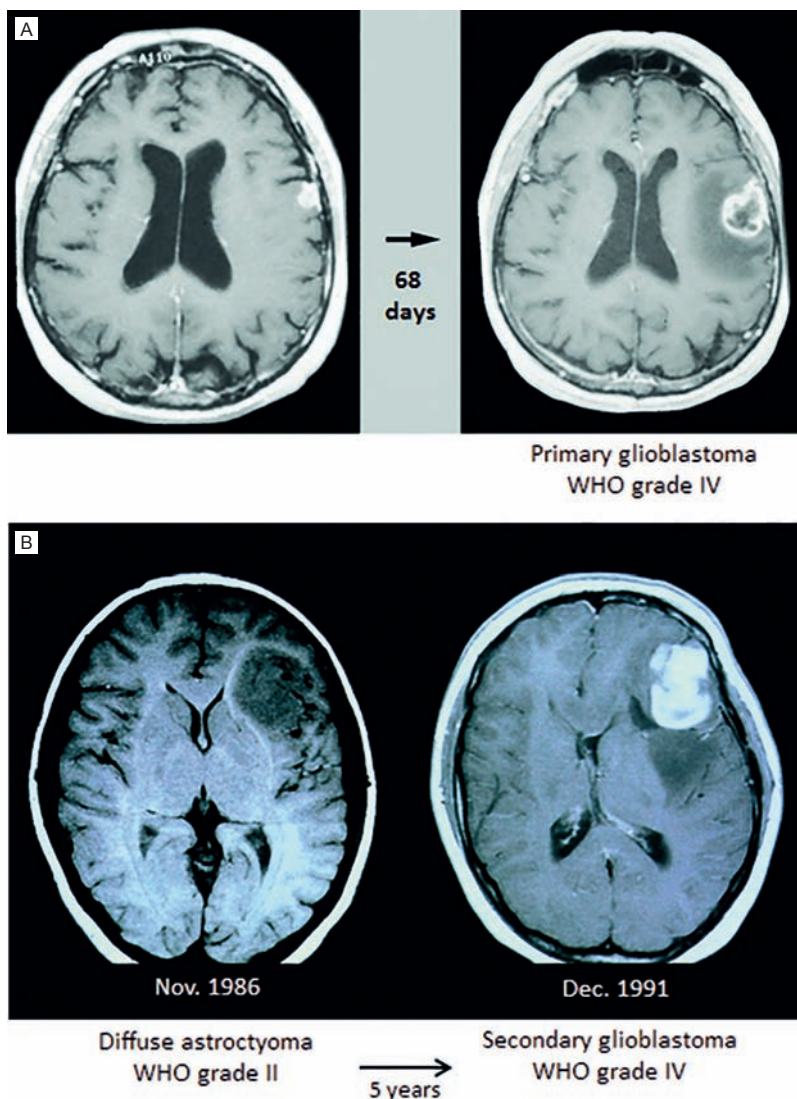 A
A110
68
days
Primary glioblastoma
WHO grade IV
B
Nov. 1986
Dec. 1991
Diffuse astroctyoma
WHO grade II
5 years
Secondary glioblastoma
WHO grade IV